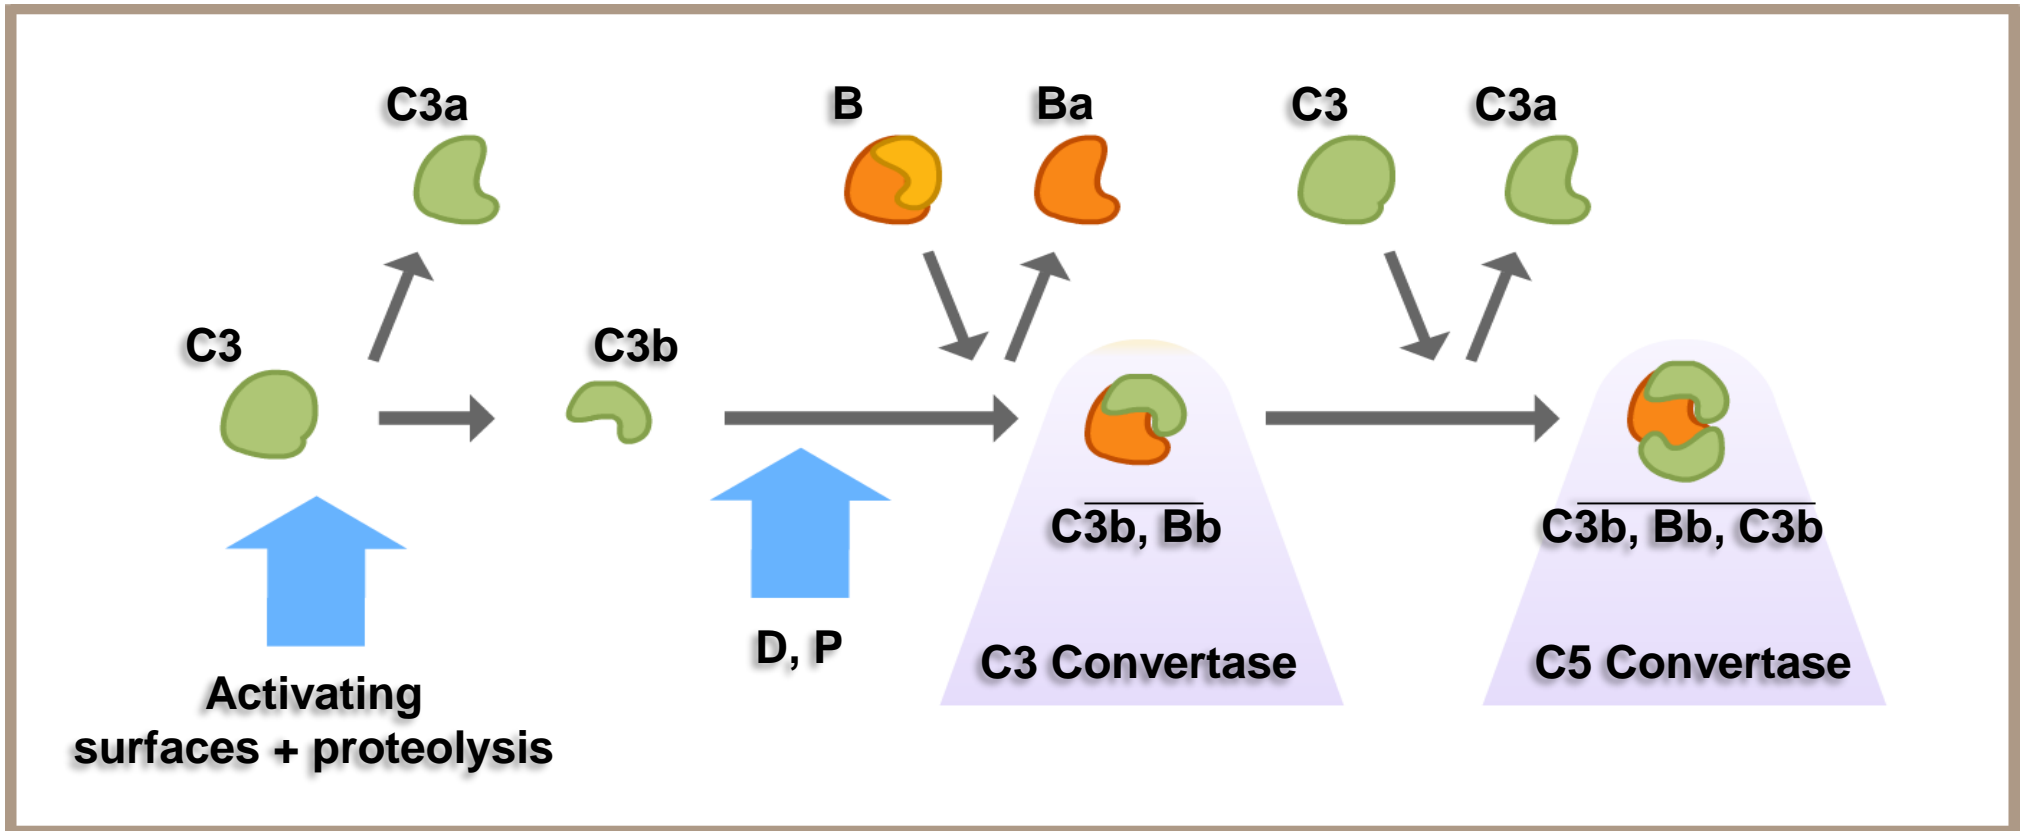 C3a
B
Ba
C3
C3a
C3
C3b
C3b, Bb
C3b, Bb, C3b
D, P
C3 Convertase
C5 Convertase
Activating
surfaces + proteolysis